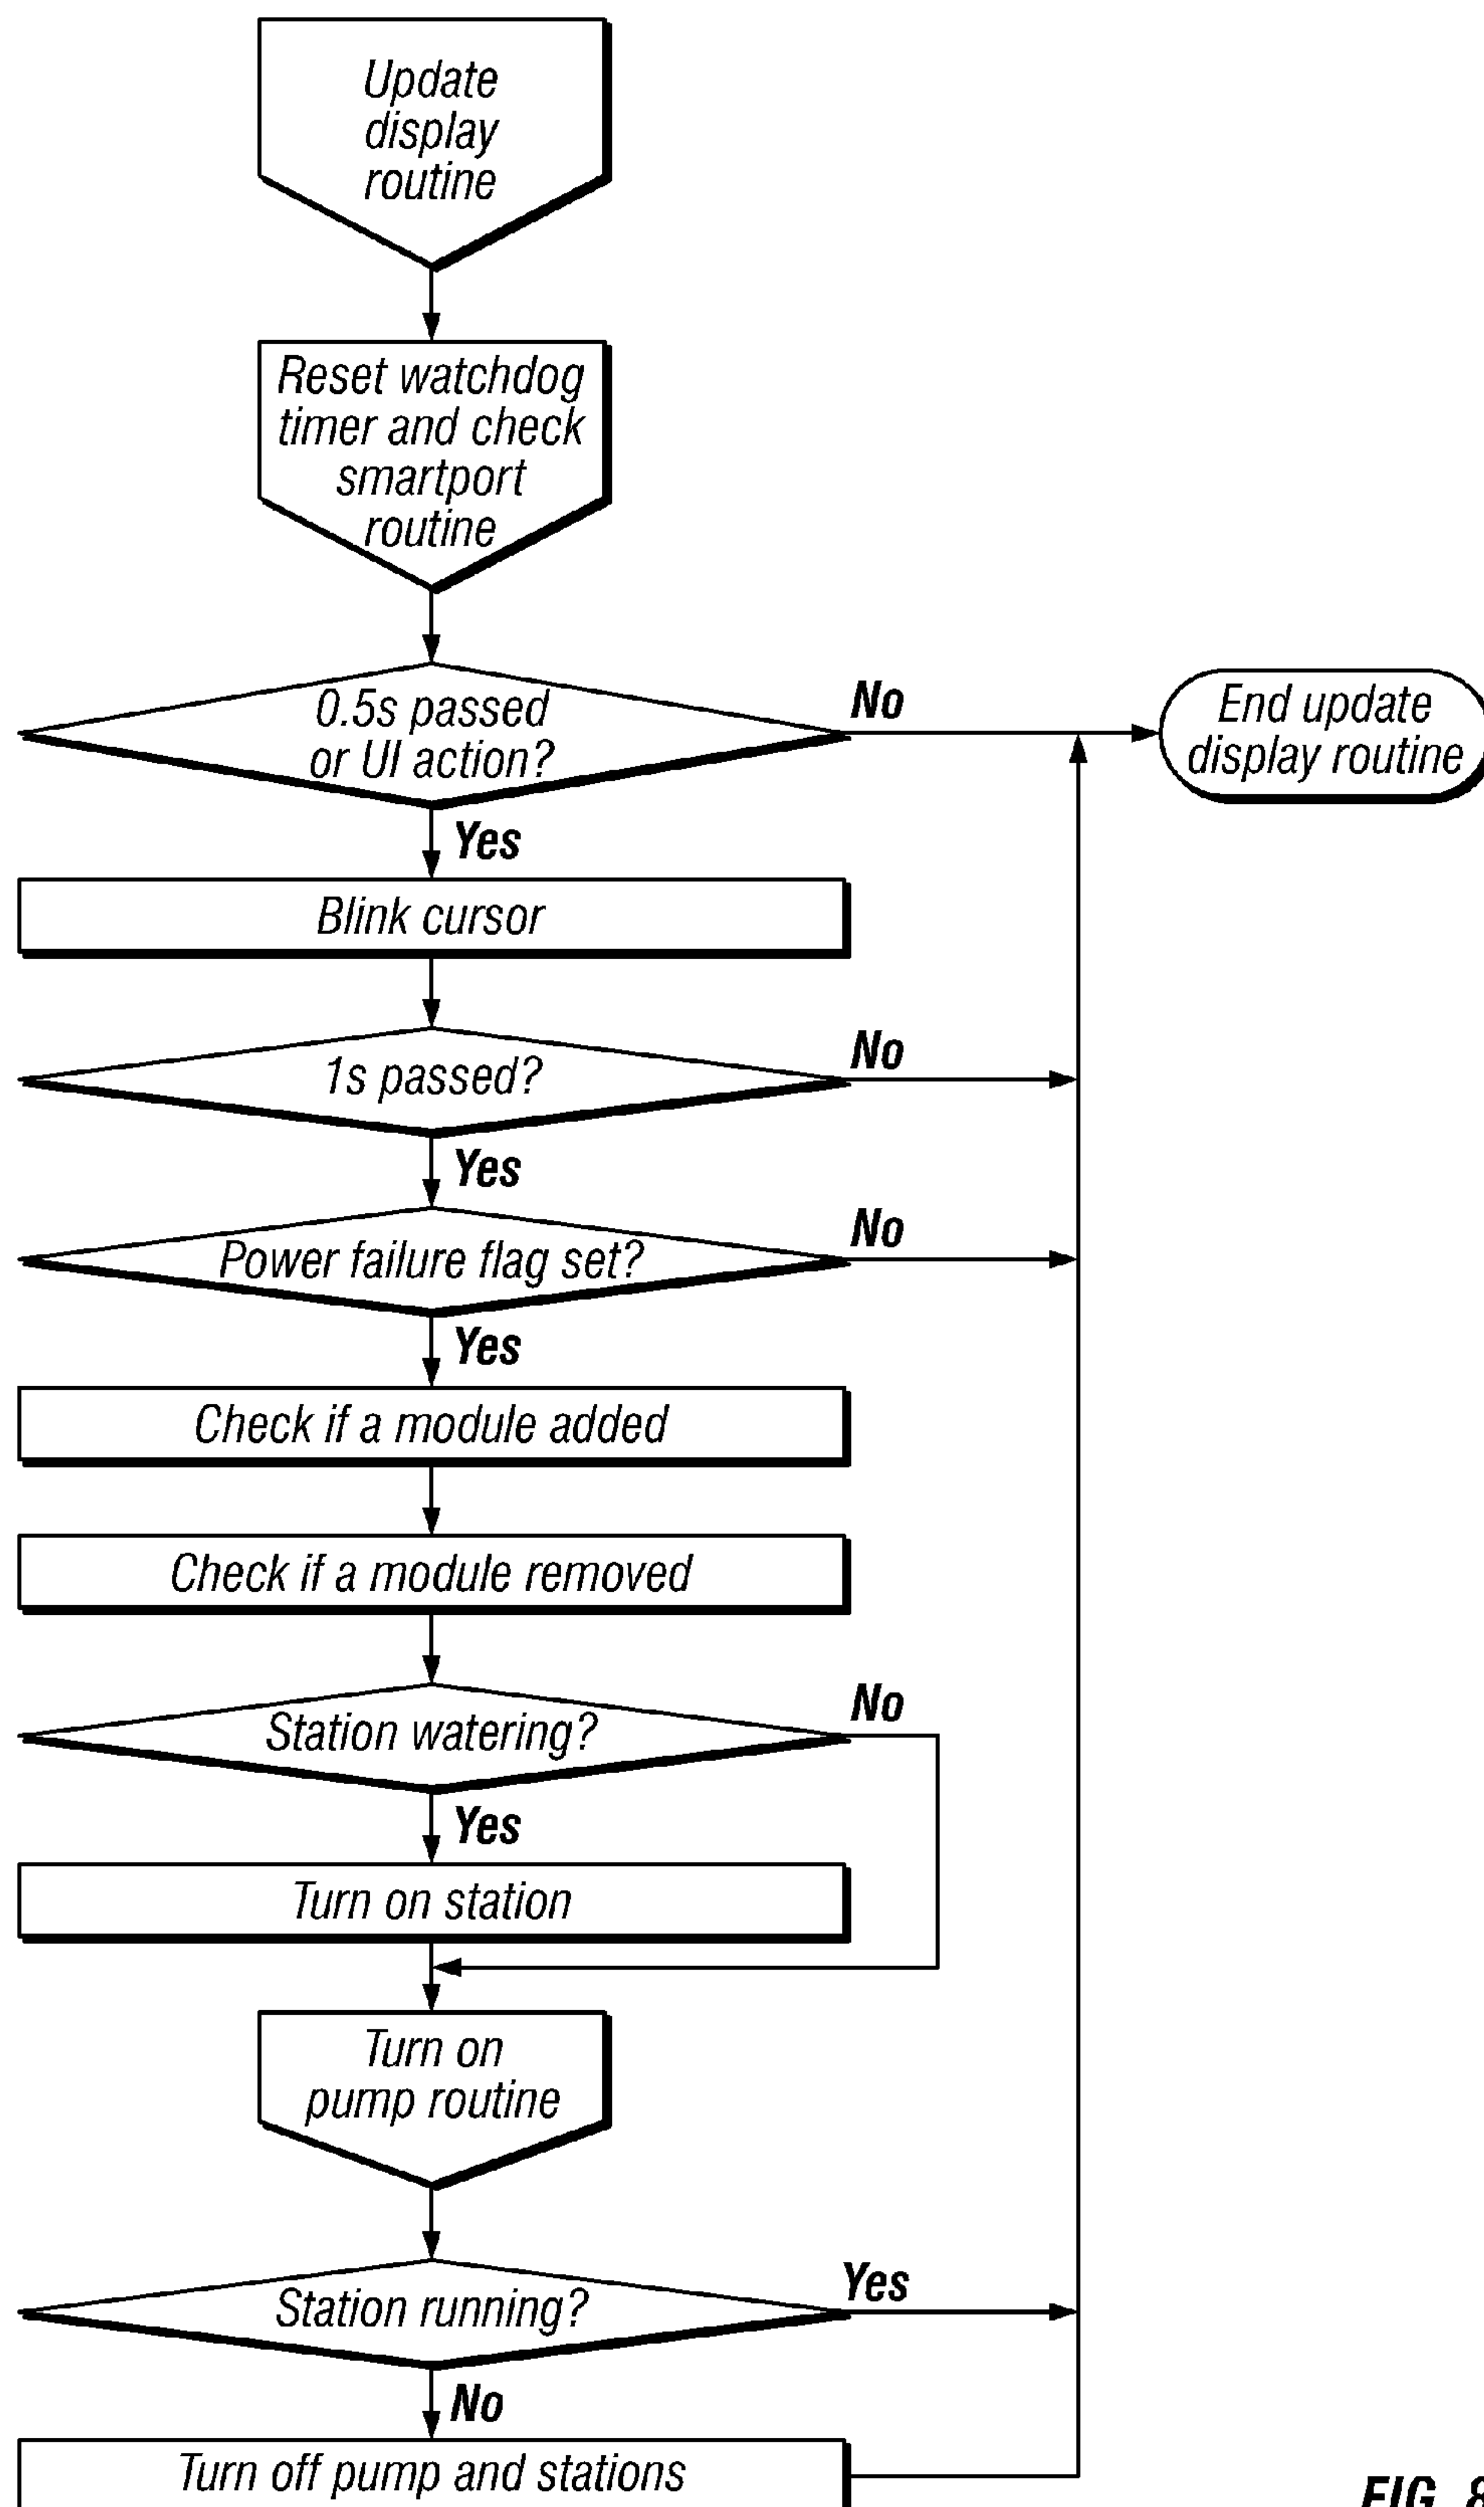 Update
display
routine
Reset watchdog
timer and check
smartport
routine
0.5s passed
or UI action?
No
End update
display routine
Yes
Blink cursor
1s passed?
No
Yes
Power failure flag set?
No
Yes
Check if a module added
Check if a module removed
Station watering?
No
Yes
Turn on station
Turn on
pump routine
Station running?
Yes
No
Turn off pump and stations
FIG. 8